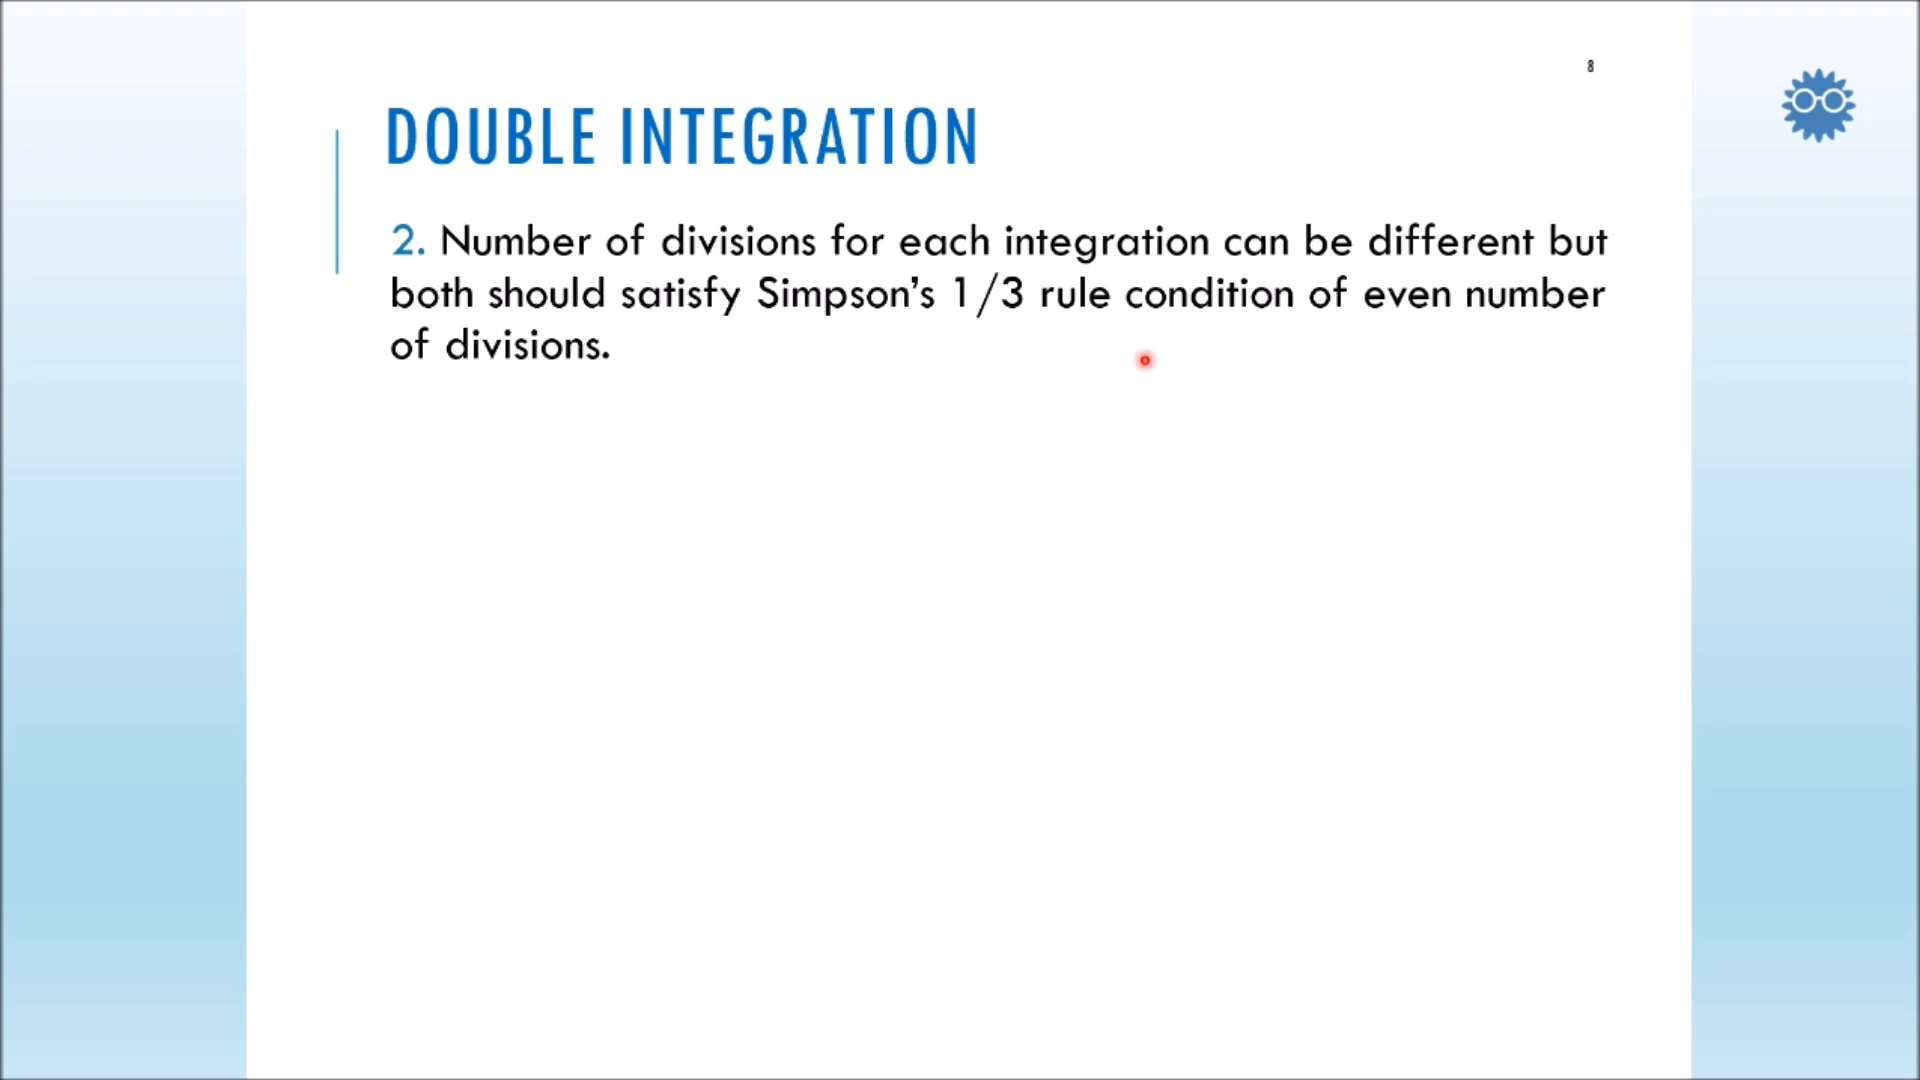 8
DOUBLE INTEGRATION
2. Number of divisions for each integration can be different but
both should satisfy Simpson’s 1/3 rule condition of even number
of divisions.